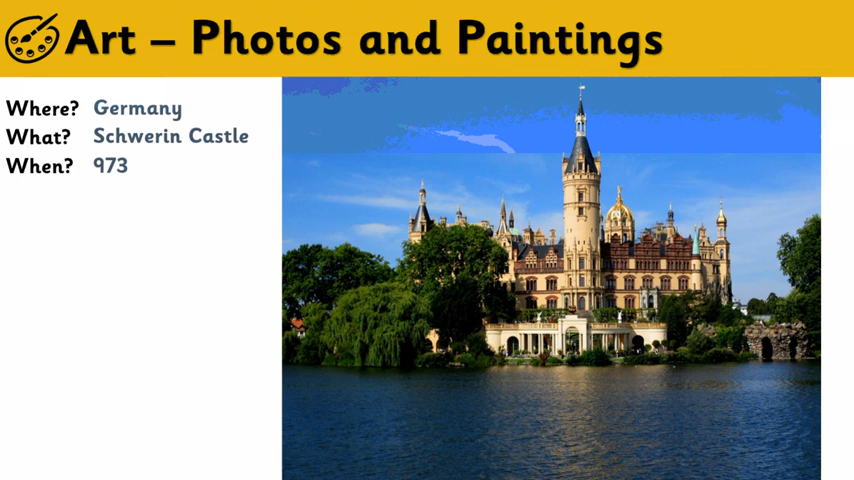 Art – Photos and Paintings
Where? Germany
What? Schwerin Castle
When? 973